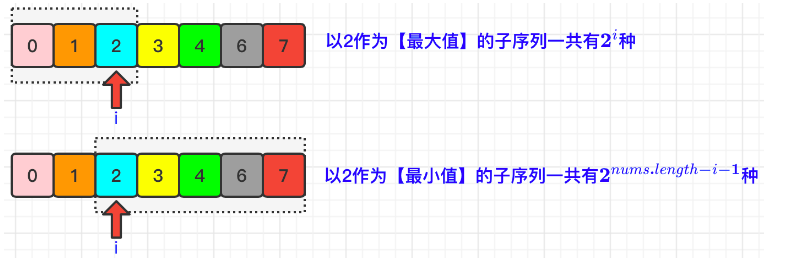 0 1 2 3 4 6 7 以2作为【最大值】的子序列一共有2^i种
i
0 1 2 3 4 6 7 以2作为【最小值】的子序列一共有2^{nums.length-i-1}种
i